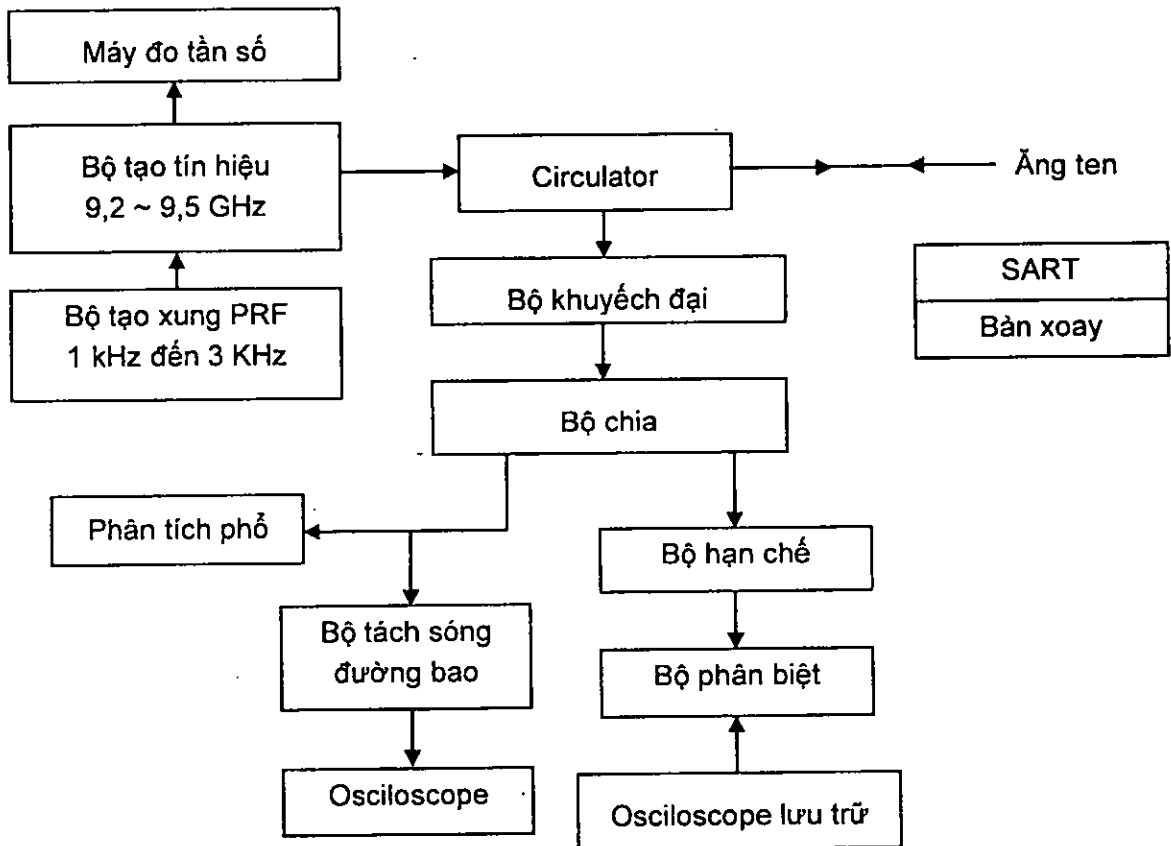 Máy đo tần số
Bộ tạo tín hiệu
9,2 ~ 9,5 GHz
Circulator
Ăng ten
Bộ tạo xung PRF
1 kHz đến 3 KHz
Bộ khuyếch đại
SART
Bàn xoay
Bộ chia
Phân tích phổ
Bộ hạn chế
Bộ tách sóng
đường bao
Bộ phân biệt
Osciloscope
Osciloscope lưu trữ